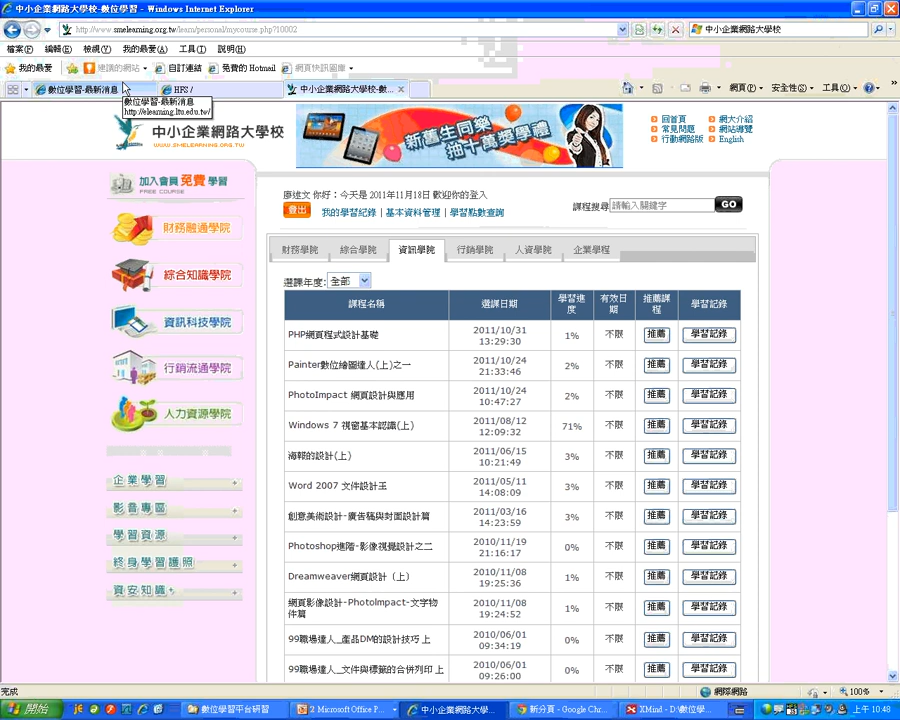 中小企業網路大學校-數位學習 - Windows Internet Explorer
http://www.smelearning.org.tw/learn/personal/mycourse.php?10002
中小企業網路大學校
檔案(F) 編輯(E) 檢視(V) 我的最愛(A) 工具(T) 說明(H)
我的最愛 建議的網站 自訂連結 免費的 Hotmail 網頁快訊圖庫
數位學習-最新消息 HFS / 中小企業網路大學校-數... 網頁(P) 安全性(S) 工具(O)
數位學習-最新消息
http://elearning.ltu.edu.tw/
中小企業網路大學校
WWW.SMELEARNING.ORG.TW
新舊生同樂
抽十萬獎學禮
回首頁 網大介紹
常見問題 網站導覽
行動網路版 English
加入會員 免費 學習
FREE COURSE
財務融通學院
綜合知識學院
資訊科技學院
行銷流通學院
人力資源學院
企業學習
影音專區
學習資源
終身學習護照
資安知識+
廖述文 你好:今天是 2011年11月18日 歡迎你的登入
登出 我的學習紀錄 | 基本資料管理 | 學習點數查詢
課程搜尋 請輸入關鍵字 GO
財務學院 綜合學院 資訊學院 行銷學院 人資學院 企業學程
選課年度: 全部
課程名稱 選課日期 學習進度 有效日期 推薦課程 學習記錄
PHP網頁程式設計基礎 2011/10/31 13:29:30 1% 不限 推薦 學習記錄
Painter數位繪圖達人(上)之一 2011/10/24 21:33:46 2% 不限 推薦 學習記錄
PhotoImpact 網頁設計與應用 2011/10/24 10:47:27 2% 不限 推薦 學習記錄
Windows 7 視窗基本認識(上) 2011/08/12 12:09:32 71% 不限 推薦 學習記錄
海報的設計(上) 2011/06/15 10:21:49 3% 不限 推薦 學習記錄
Word 2007 文件設計王 2011/05/11 14:08:09 3% 不限 推薦 學習記錄
創意美術設計-廣告稿與封面設計篇 2011/03/16 14:23:59 3% 不限 推薦 學習記錄
Photoshop進階-影像視覺設計之二 2010/11/19 21:16:17 0% 不限 推薦 學習記錄
Dreamweaver網頁設計（上） 2010/11/08 19:25:36 1% 不限 推薦 學習記錄
網頁影像設計-PhotoImpact-文字物件篇 2010/11/08 19:24:52 1% 不限 推薦 學習記錄
99職場達人_產品DM的設計技巧 上 2010/06/01 09:34:19 0% 不限 推薦 學習記錄
99職場達人_文件與標籤的合併列印 上 2010/06/01 09:26:00 0% 不限 推薦 學習記錄
完成 網際網路 100%
開始 數位學習平台研習 2 Microsoft Office P... 中小企業網路大學... 新分頁 - Google Chr... XMind - D:\數位學... 上午 10:48